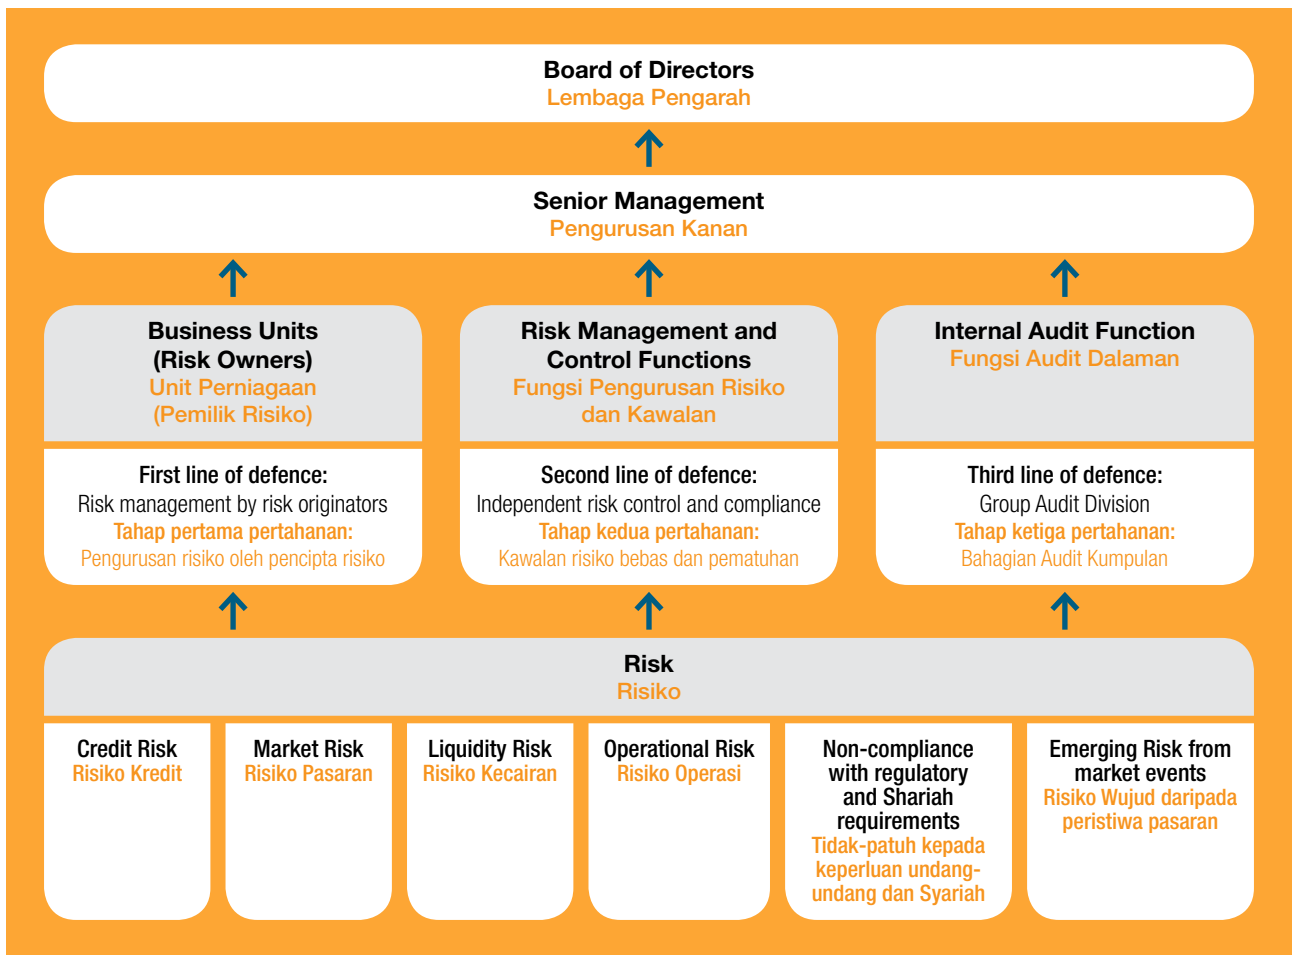 Board of Directors
Lembaga Pengarah
Senior Management
Pengurusan Kanan
Business Units
(Risk Owners)
Unit Perniagaan
(Pemilik Risiko)
First line of defence:
Risk management by risk originators
Tahap pertama pertahanan:
Pengurusan risiko oleh pencipta risiko
Risk Management and
Control Functions
Fungsi Pengurusan Risiko
dan Kawalan
Second line of defence:
Independent risk control and compliance
Tahap kedua pertahanan:
Kawalan risiko bebas dan pematuhan
Internal Audit Function
Fungsi Audit Dalaman
Third line of defence:
Group Audit Division
Tahap ketiga pertahanan:
Bahagian Audit Kumpulan
Risk
Risiko
Credit Risk
Risiko Kredit
Market Risk
Risiko Pasaran
Liquidity Risk
Risiko Kecairan
Operational Risk
Risiko Operasi
Non-compliance
with regulatory
and Shariah
requirements
Tidak-patuh kepada
keperluan undang-
undang dan Syariah
Emerging Risk from
market events
Risiko Wujud daripada
peristiwa pasaran